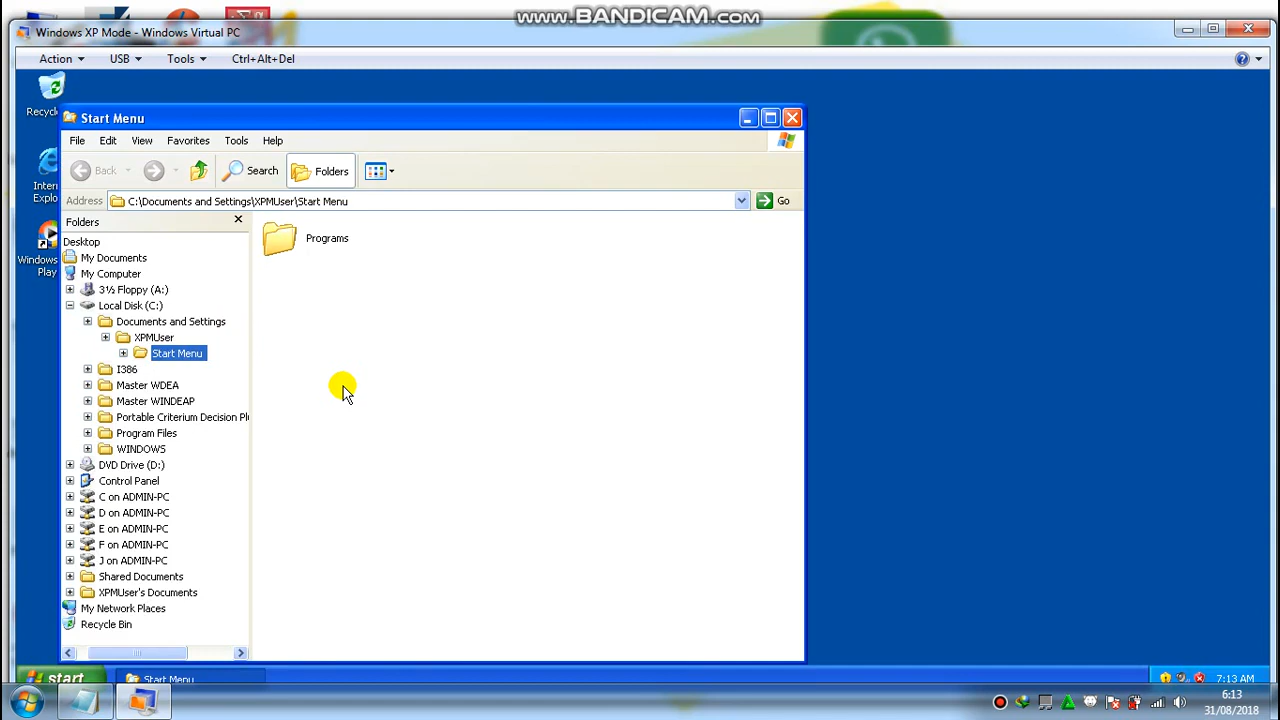 www.BANDICAM.com
Windows XP Mode - Windows Virtual PC
Action USB Tools Ctrl+Alt+Del
Recyc
Intern
Explo
Windows
Play
Start Menu
File Edit View Favorites Tools Help
Back Search Folders
Address C:\Documents and Settings\XPMUser\Start Menu Go
Folders
Desktop
My Documents
My Computer
3½ Floppy (A:)
Local Disk (C:)
Documents and Settings
XPMUser
Start Menu
I386
Master WDEA
Master WINDEAP
Portable Criterium Decision Pl
Program Files
WINDOWS
DVD Drive (D:)
Control Panel
C on ADMIN-PC
D on ADMIN-PC
E on ADMIN-PC
F on ADMIN-PC
J on ADMIN-PC
Shared Documents
XPMUser's Documents
My Network Places
Recycle Bin
Programs
start Start Menu 7:13 AM
6:13
31/08/2018